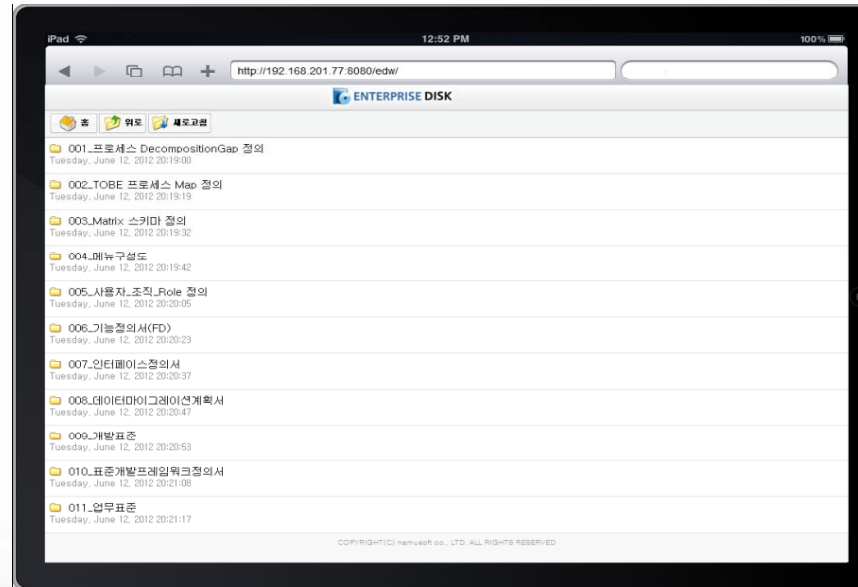 iPad 12:52 PM 100%
http://192.168.201.77:8080/edw/
ENTERPRISE DISK
홈 위로 새로고침
001_프로세스 DecompositionGap 정의
Tuesday, June 12, 2012 20:19:00
002_TOBE 프로세스 Map 정의
Tuesday, June 12, 2012 20:19:19
003_Matrix 스키마 정의
Tuesday, June 12, 2012 20:19:32
004_메뉴구성도
Tuesday, June 12, 2012 20:19:42
005_사용자_조직_Role 정의
Tuesday, June 12, 2012 20:20:05
006_기능정의서(FD)
Tuesday, June 12, 2012 20:20:23
007_인터페이스정의서
Tuesday, June 12, 2012 20:20:37
008_데이터마이그레이션계획서
Tuesday, June 12, 2012 20:20:47
009_개발표준
Tuesday, June 12, 2012 20:20:53
010_표준개발프레임워크정의서
Tuesday, June 12, 2012 20:21:08
011_업무표준
Tuesday, June 12, 2012 20:21:17
COPYRIGHT(C) namusoft co., LTD. ALL RIGHTS RESERVED